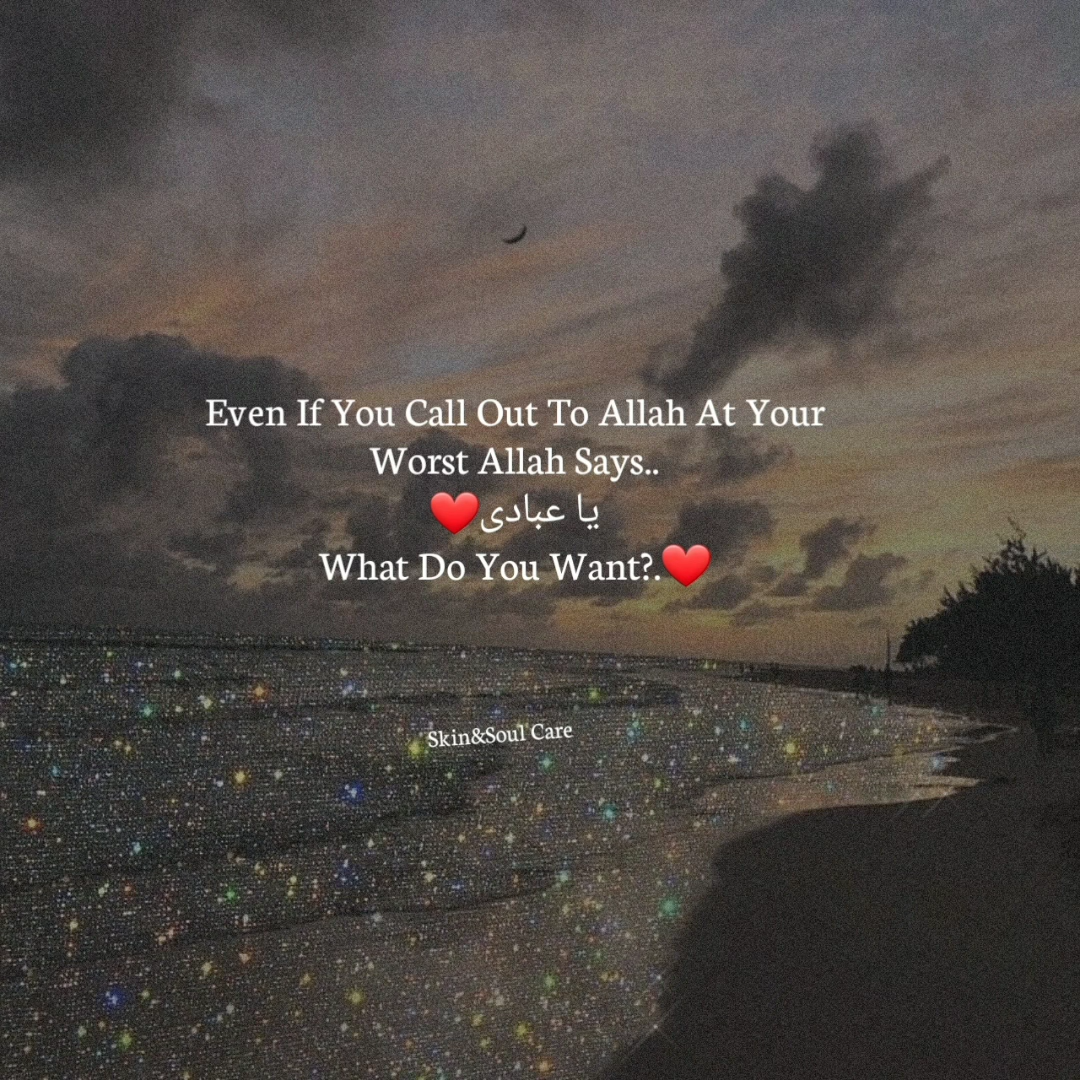 Even If You Call Out To Allah At Your
Worst Allah Says..
یا عبادی❤️
What Do You Want?.❤️
Skin&Soul Care